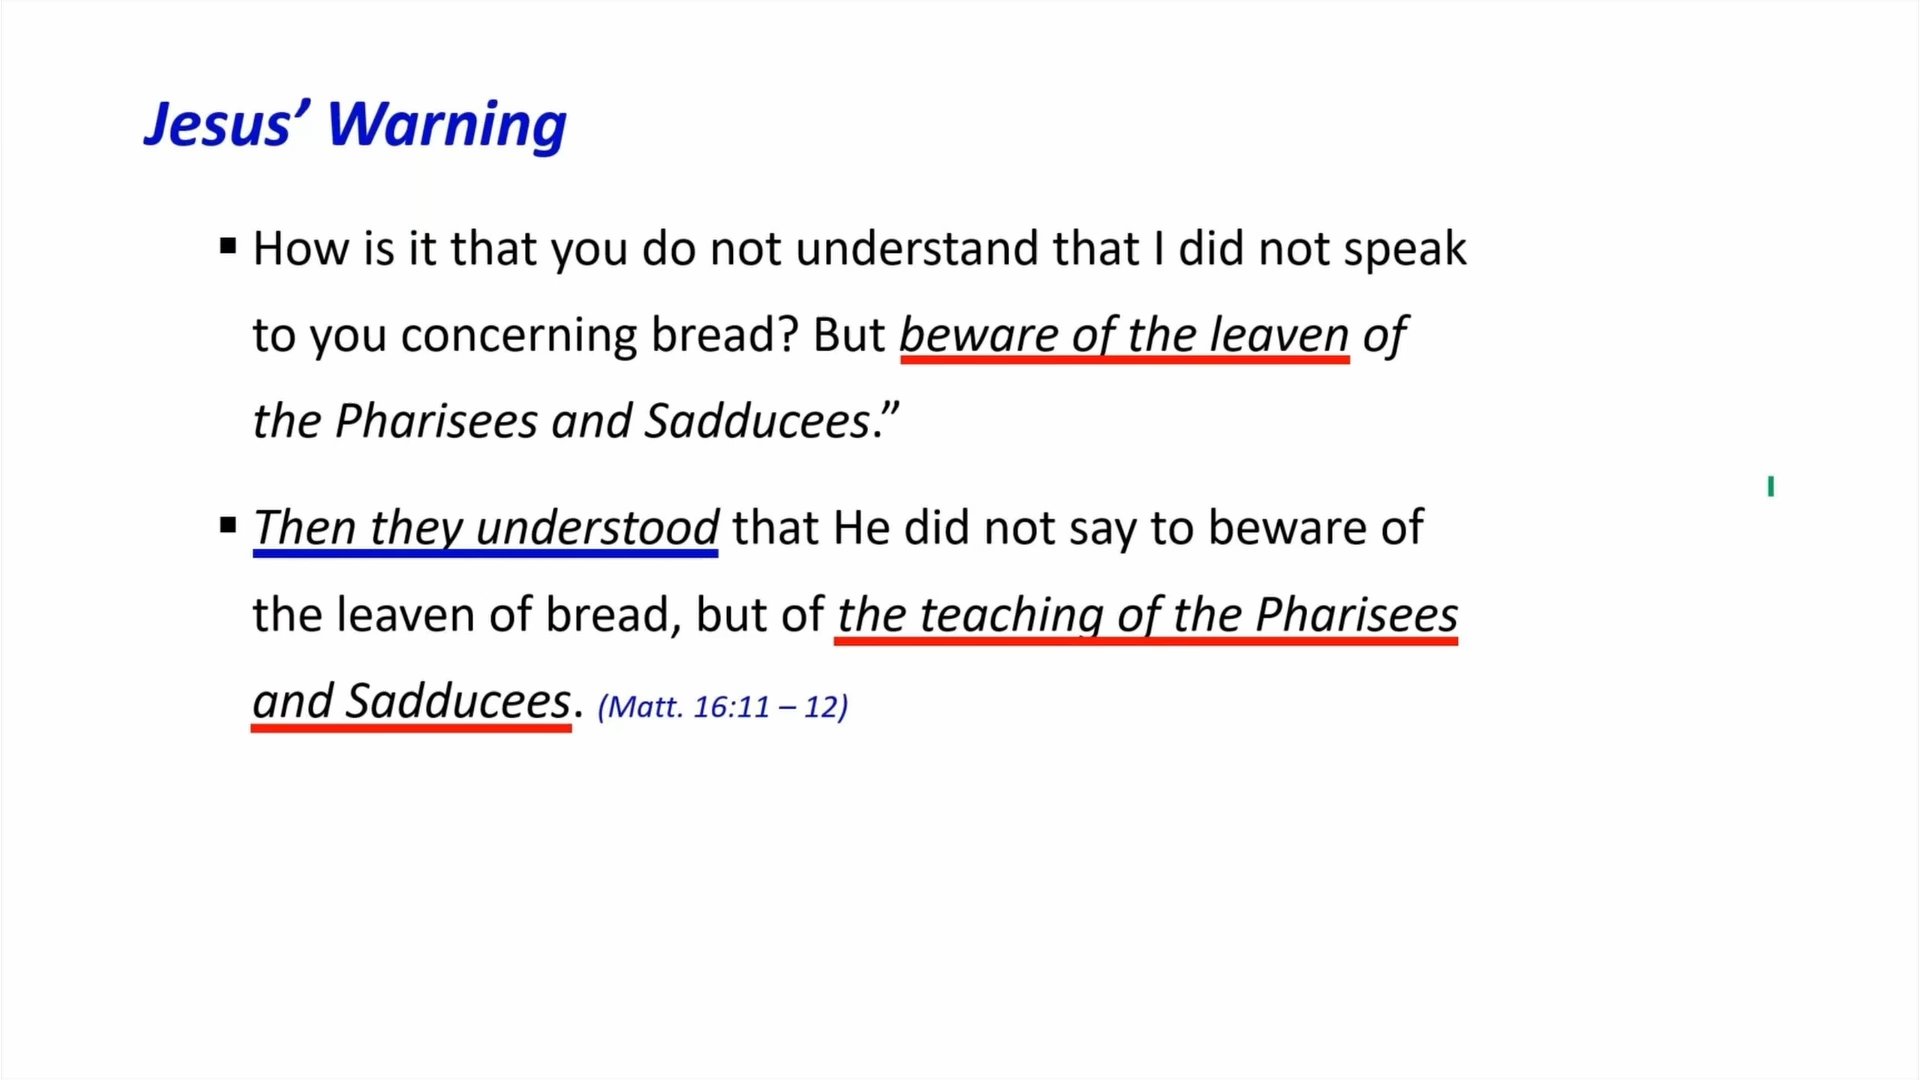 Jesus’ Warning
▪ How is it that you do not understand that I did not speak
to you concerning bread? But beware of the leaven of
the Pharisees and Sadducees.”
▪ Then they understood that He did not say to beware of
the leaven of bread, but of the teaching of the Pharisees
and Sadducees. (Matt. 16:11 – 12)